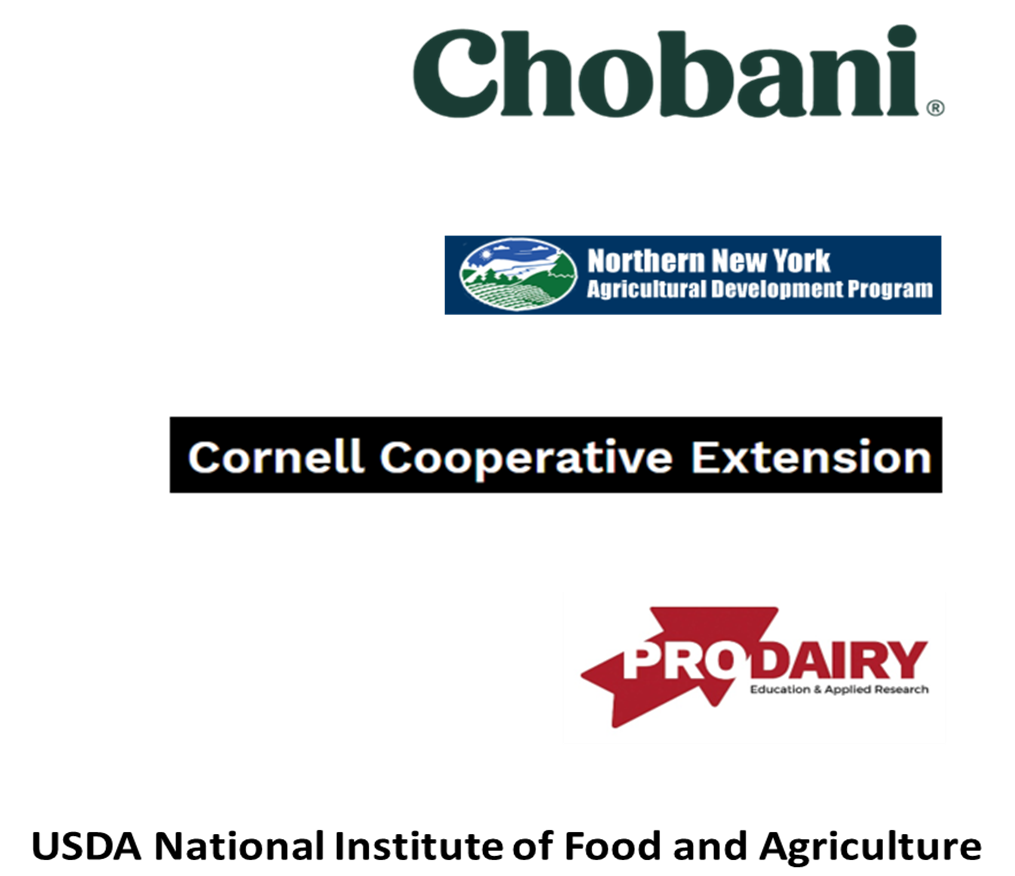 Chobani®
Northern New York
Agricultural Development Program
Cornell Cooperative Extension
PRODAIRY
Education & Applied Research
USDA National Institute of Food and Agriculture